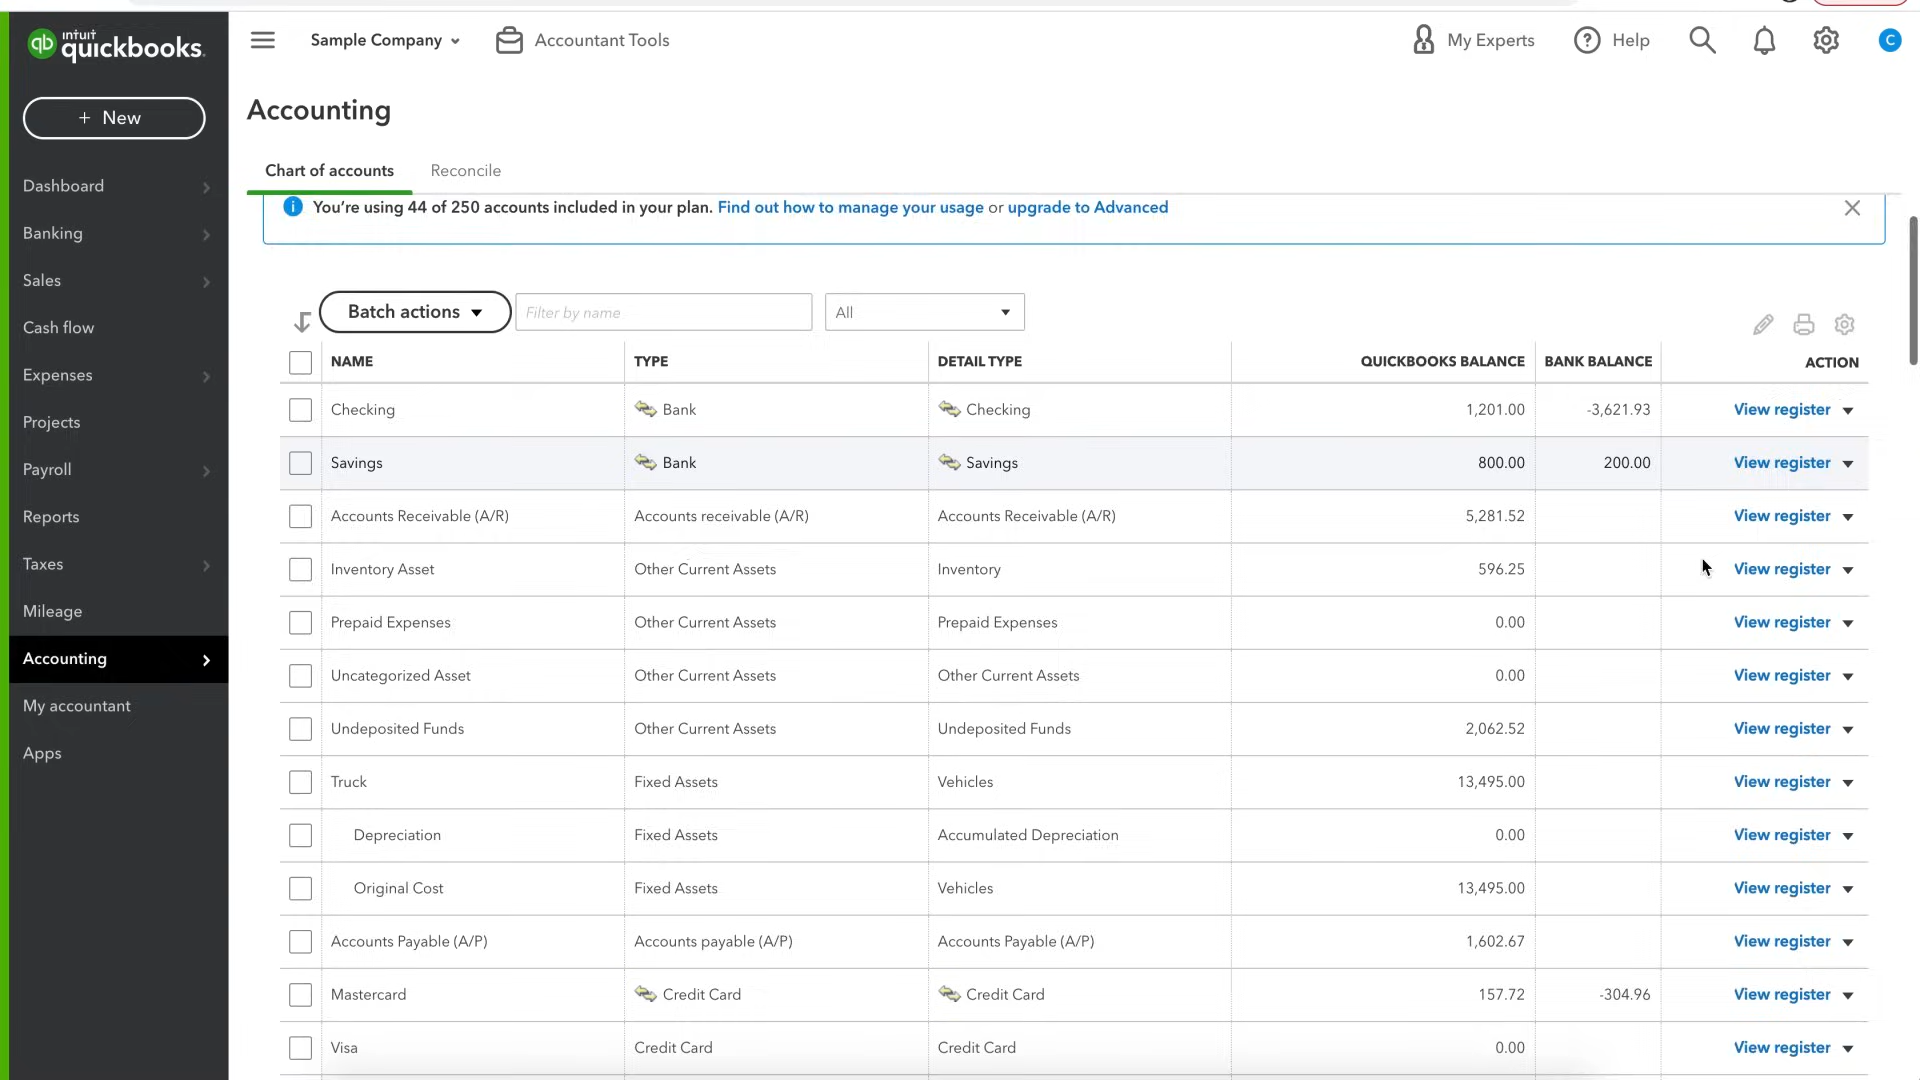 intuit
quickbooks.
Sample Company
Accountant Tools
My Experts
Help
C
+ New
Accounting
Chart of accounts
Reconcile
Dashboard
Banking
Sales
Cash flow
Expenses
Projects
Payroll
Reports
Taxes
Mileage
Accounting
My accountant
Apps
You're using 44 of 250 accounts included in your plan. Find out how to manage your usage or upgrade to Advanced
Batch actions
Filter by name
All
NAME TYPE DETAIL TYPE QUICKBOOKS BALANCE BANK BALANCE ACTION
Checking Bank Checking 1,201.00 -3,621.93 View register
Savings Bank Savings 800.00 200.00 View register
Accounts Receivable (A/R) Accounts receivable (A/R) Accounts Receivable (A/R) 5,281.52 View register
Inventory Asset Other Current Assets Inventory 596.25 View register
Prepaid Expenses Other Current Assets Prepaid Expenses 0.00 View register
Uncategorized Asset Other Current Assets Other Current Assets 0.00 View register
Undeposited Funds Other Current Assets Undeposited Funds 2,062.52 View register
Truck Fixed Assets Vehicles 13,495.00 View register
Depreciation Fixed Assets Accumulated Depreciation 0.00 View register
Original Cost Fixed Assets Vehicles 13,495.00 View register
Accounts Payable (A/P) Accounts payable (A/P) Accounts Payable (A/P) 1,602.67 View register
Mastercard Credit Card Credit Card 157.72 -304.96 View register
Visa Credit Card Credit Card 0.00 View register